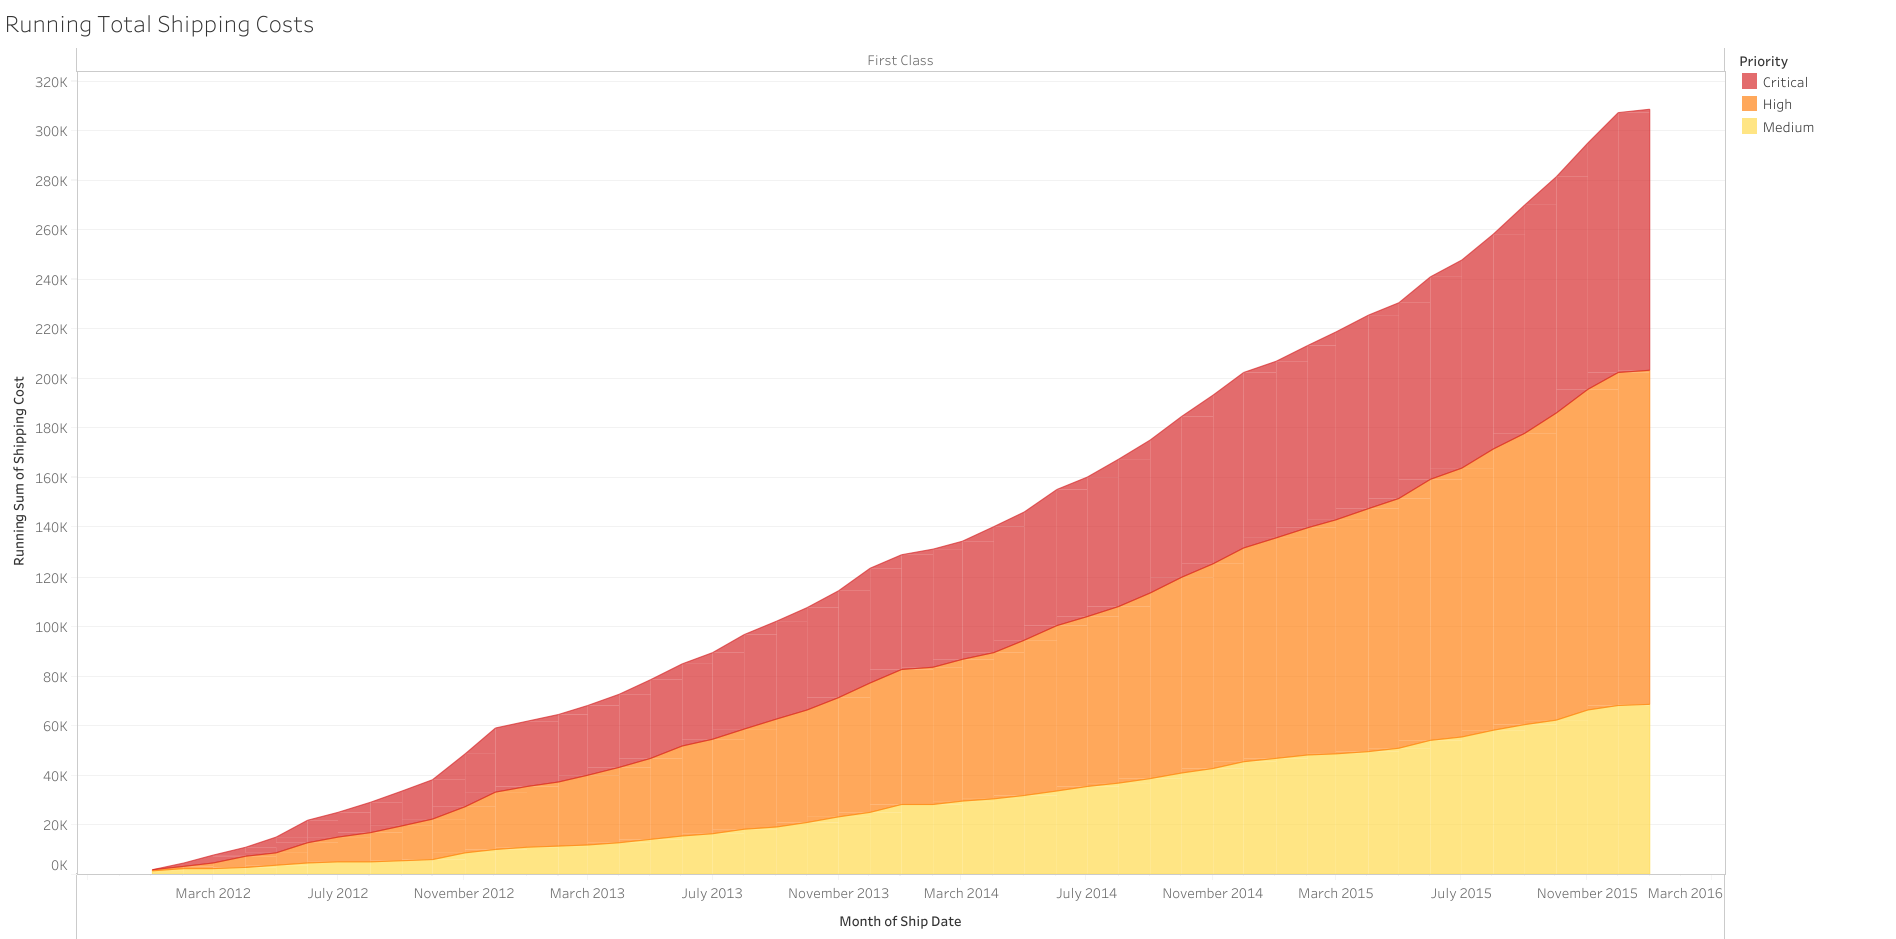 Running Total Shipping Costs
First Class
Priority
Critical
High
Medium
320K
300K
280K
260K
240K
220K
200K
180K
160K
140K
120K
100K
80K
60K
40K
20K
0K
Running Sum of Shipping Cost
March 2012 July 2012 November 2012 March 2013 July 2013 November 2013 March 2014 July 2014 November 2014 March 2015 July 2015 November 2015 March 2016
Month of Ship Date